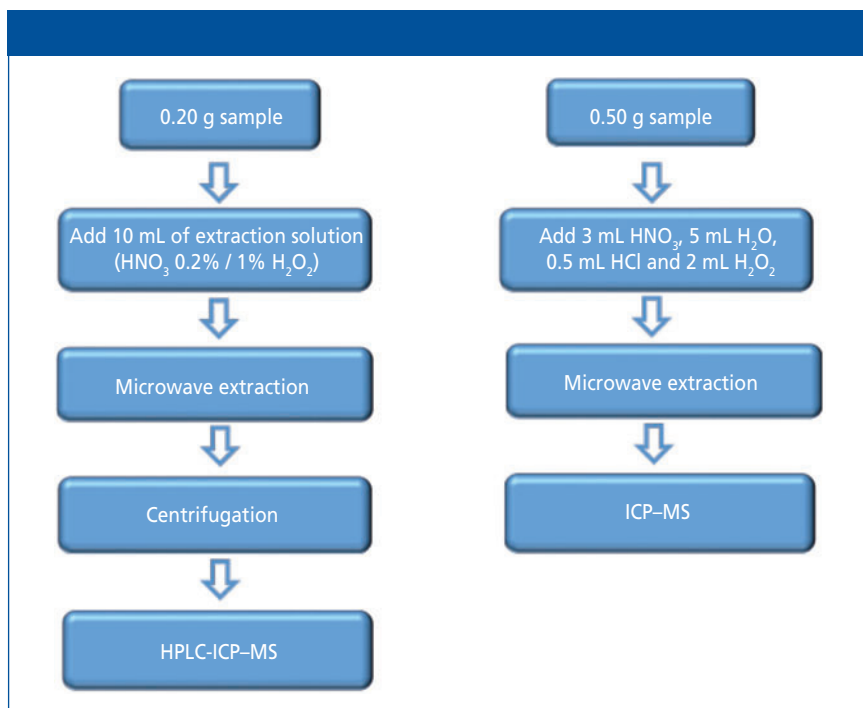 0.20 g sample
Add 10 mL of extraction solution
(HNO₃ 0.2% / 1% H₂O₂)
Microwave extraction
Centrifugation
HPLC-ICP–MS
0.50 g sample
Add 3 mL HNO₃, 5 mL H₂O,
0.5 mL HCl and 2 mL H₂O₂
Microwave extraction
ICP–MS